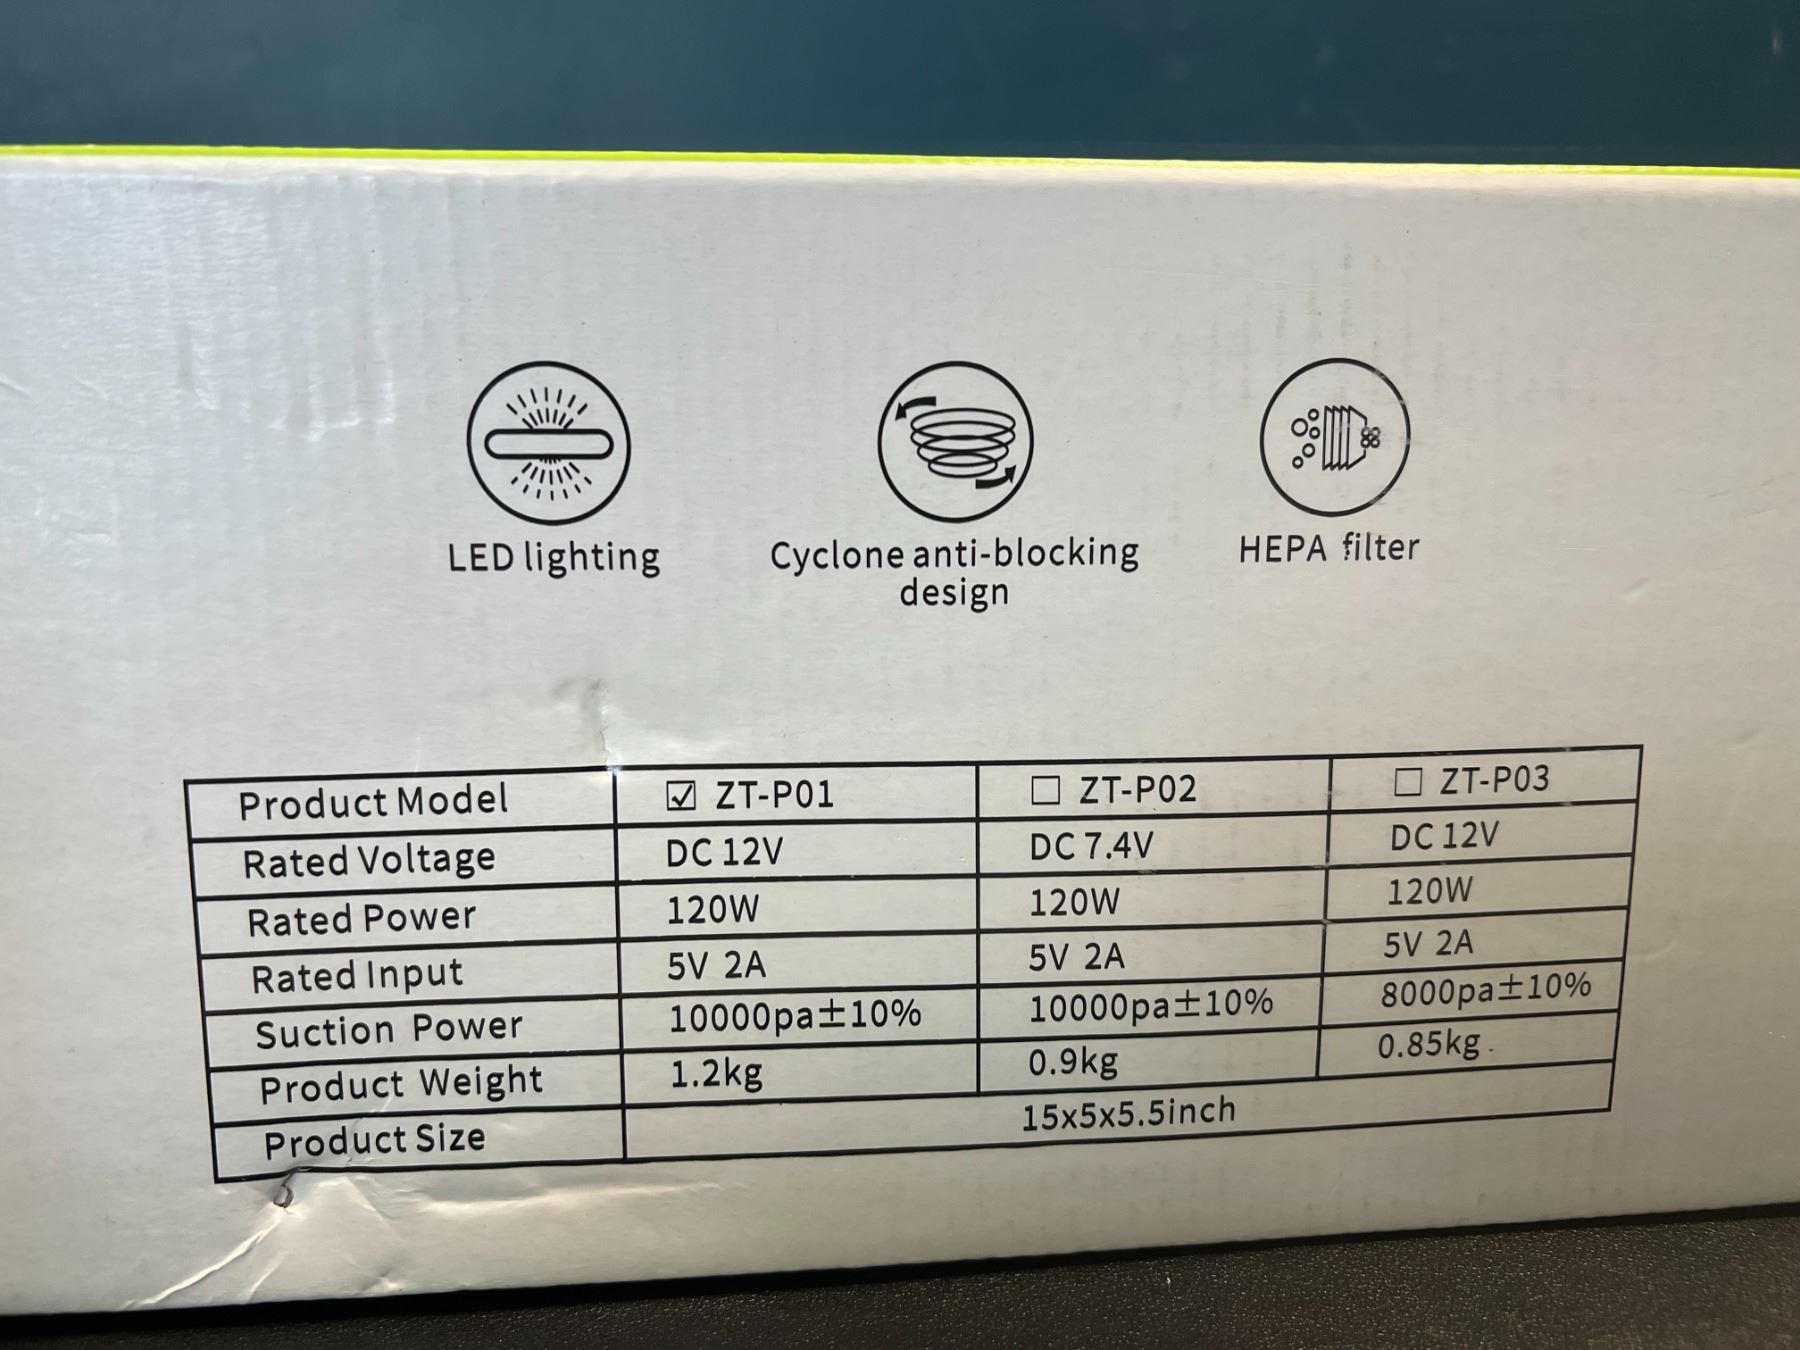 LED lighting
Cyclone anti-blocking
design
HEPA filter
Product Model ☑ ZT-P01 ☐ ZT-P02 ☐ ZT-P03
Rated Voltage DC 12V DC 7.4V DC 12V
Rated Power 120W 120W 120W
Rated Input 5V 2A 5V 2A 5V 2A
Suction Power 10000pa±10% 10000pa±10% 8000pa±10%
Product Weight 1.2kg 0.9kg 0.85kg
Product Size 15x5x5.5inch